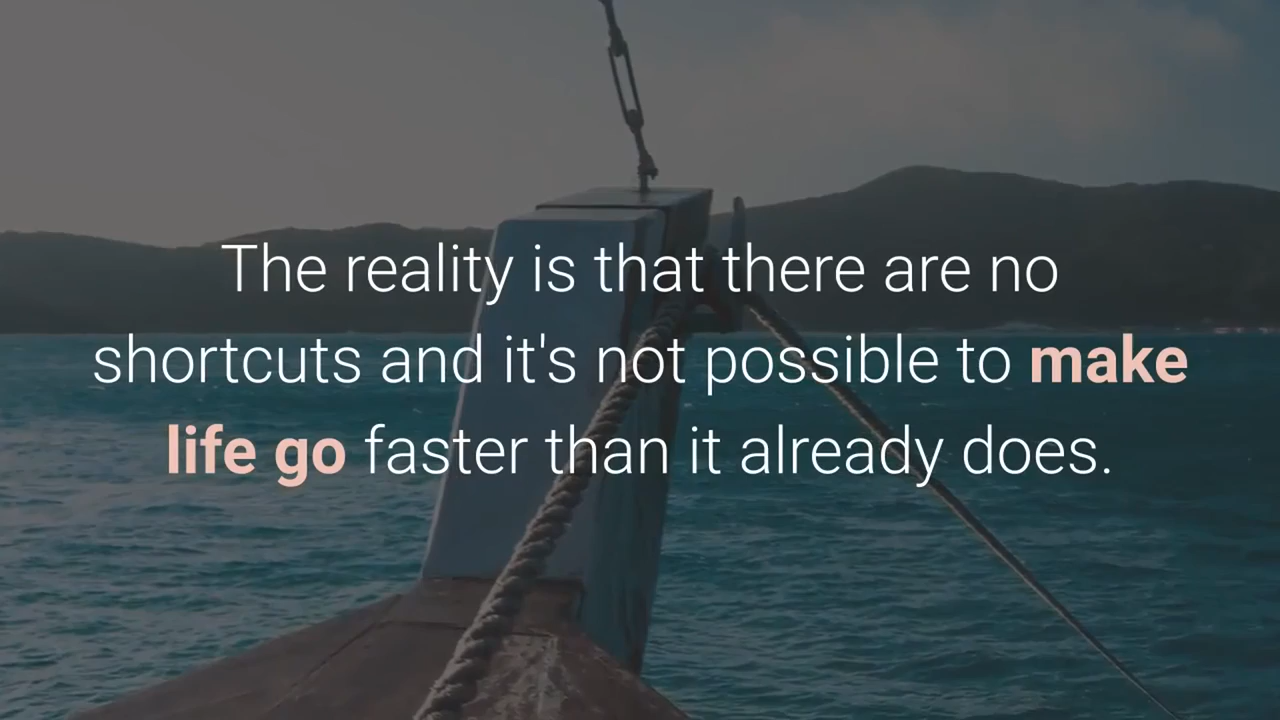 The reality is that there are no
shortcuts and it's not possible to make
life go faster than it already does.